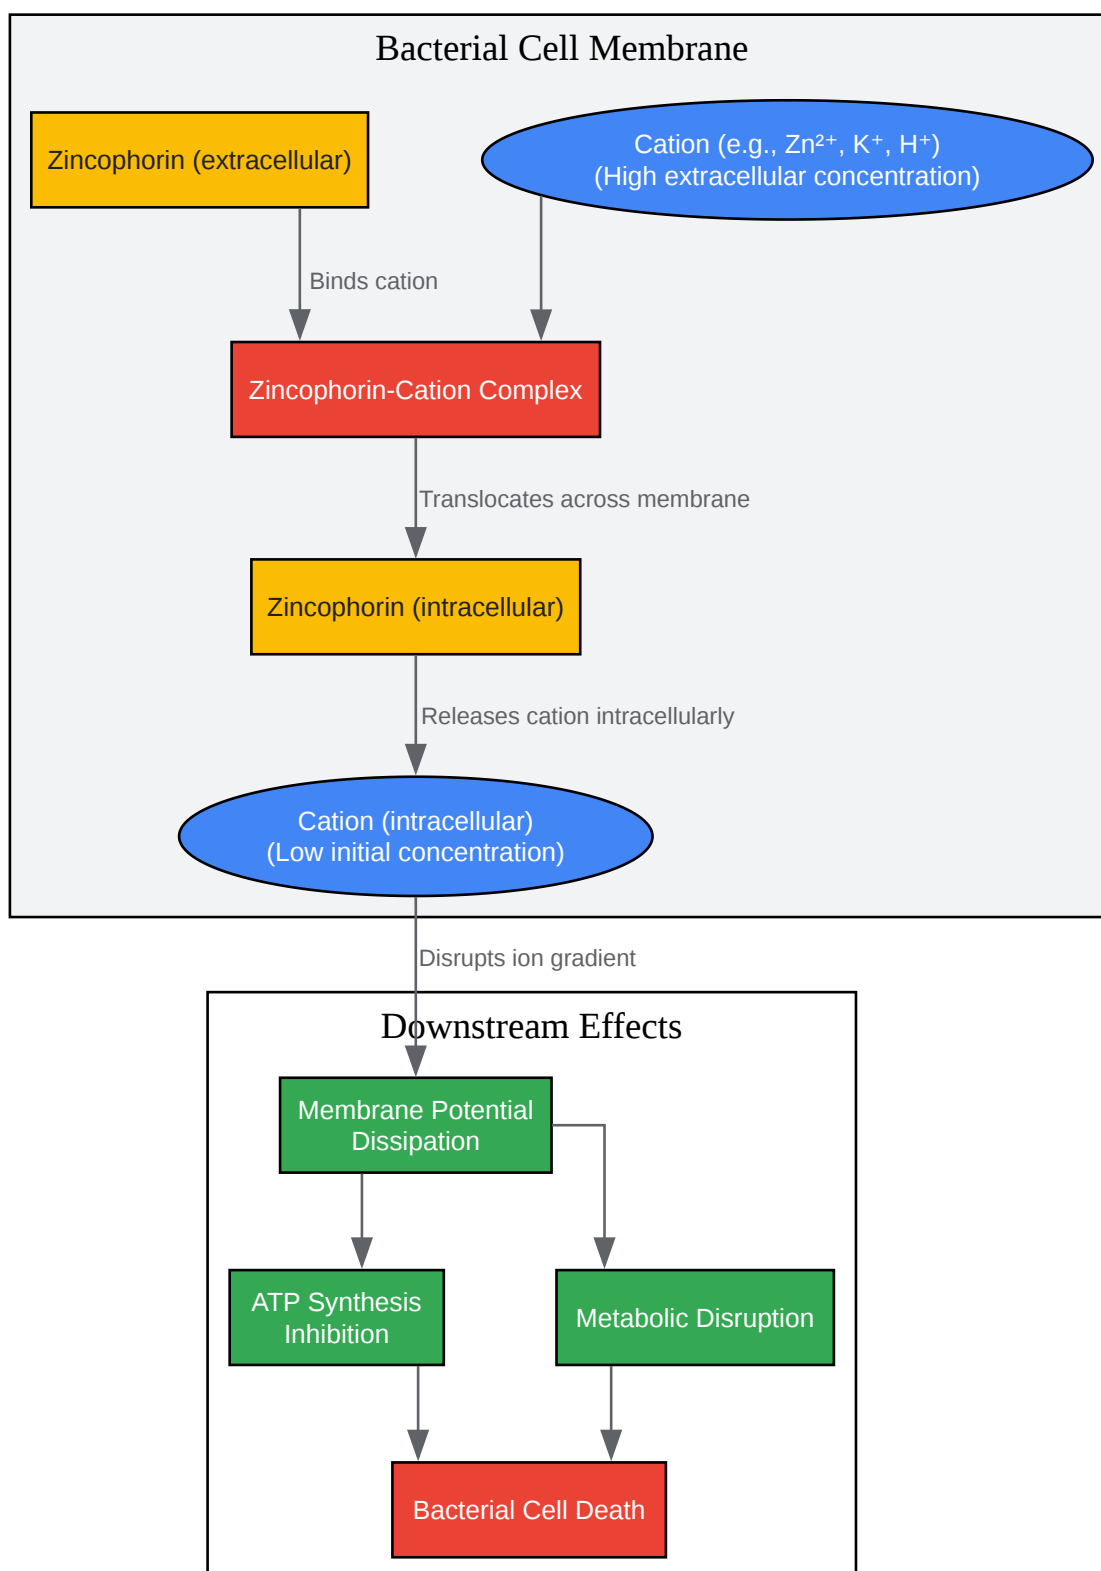 Bacterial Cell Membrane
Zincophorin (extracellular)
Cation (e.g., Zn²⁺, K⁺, H⁺)
(High extracellular concentration)
Binds cation
Zincophorin-Cation Complex
Translocates across membrane
Zincophorin (intracellular)
Releases cation intracellularly
Cation (intracellular)
(Low initial concentration)
Disrupts ion gradient
Downstream Effects
Membrane Potential
Dissipation
ATP Synthesis
Inhibition
Metabolic Disruption
Bacterial Cell Death